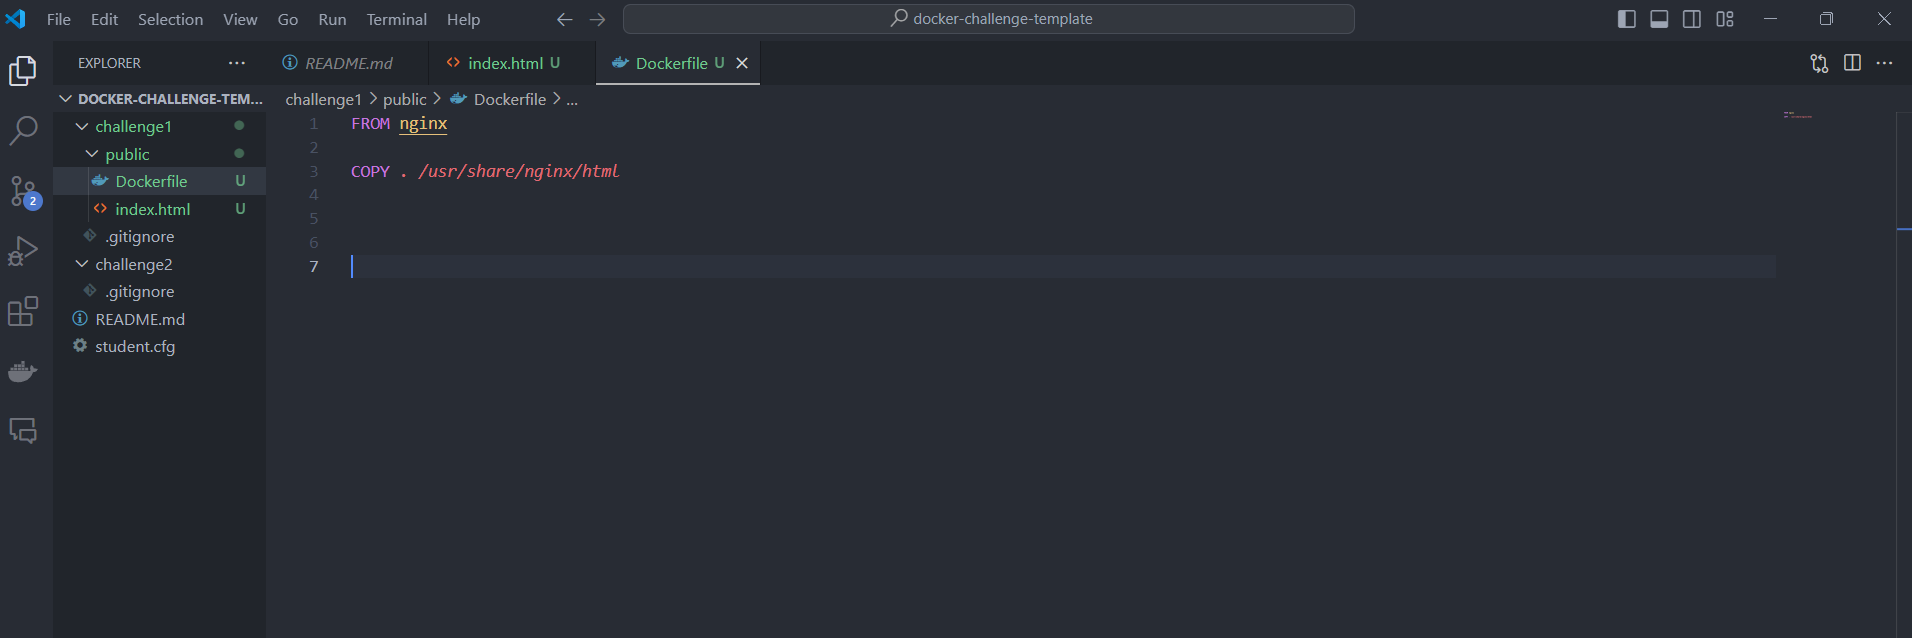 File Edit Selection View Go Run Terminal Help
docker-challenge-template
EXPLORER
README.md
index.html U
Dockerfile U
DOCKER-CHALLENGE-TEM...
challenge1
public
Dockerfile U
index.html U
.gitignore
challenge2
.gitignore
README.md
student.cfg
2
challenge1 > public > Dockerfile > ...
1 FROM nginx
2
3 COPY . /usr/share/nginx/html
4
5
6
7